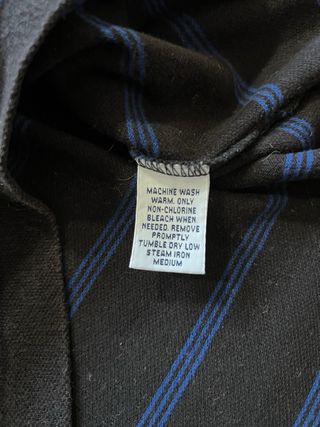 MACHINE WASH
WARM. ONLY
NON-CHLORINE
BLEACH WHEN
NEEDED. REMOVE
PROMPTLY
TUMBLE DRY LOW
STEAM IRON
MEDIUM